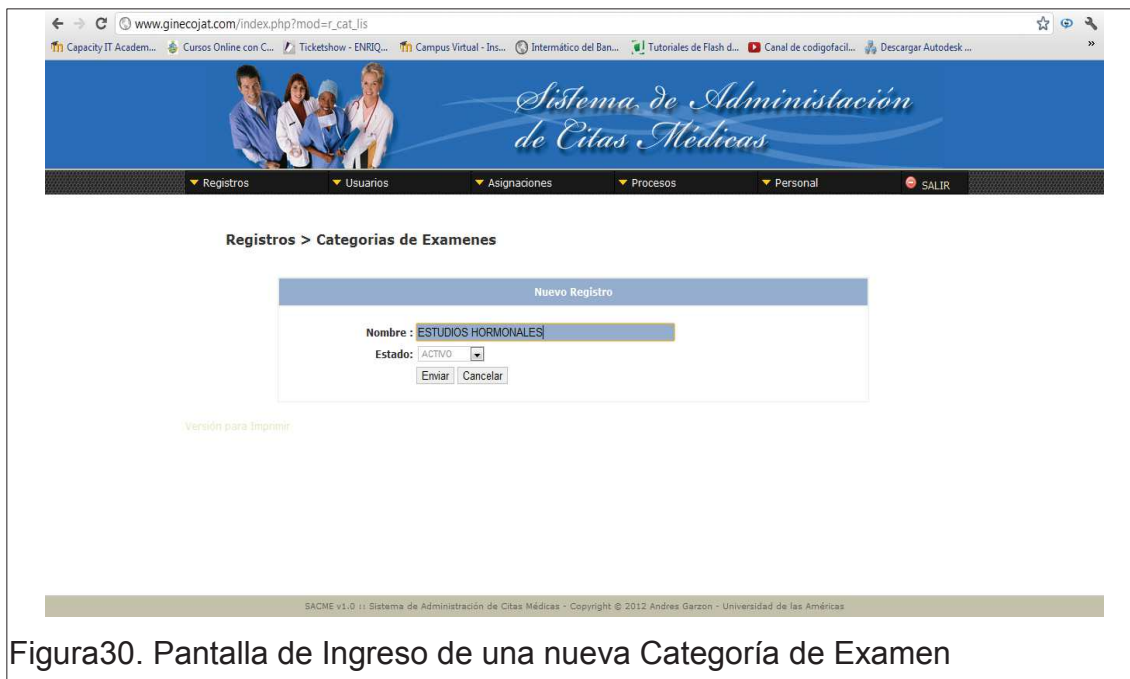 www.ginecojat.com/index.php?mod=r_cat_lis
Capacity IT Academ... Cursos Online con C... Ticketshow - ENRIQ... Campus Virtual - Ins... Intermático del Ban... Tutoriales de Flash d... Canal de codigofacil... Descargar Autodesk ... »
Sistema de Administación
de Citas Médicas
Registros Usuarios Asignaciones Procesos Personal SALIR
Registros > Categorias de Examenes
Nuevo Registro
Nombre : ESTUDIOS HORMONALES
Estado: ACTIVO
Enviar Cancelar
Versión para Imprimir
SACME v1.0 :: Sistema de Administración de Citas Médicas - Copyright © 2012 Andres Garzon - Universidad de las Américas
Figura30. Pantalla de Ingreso de una nueva Categoría de Examen